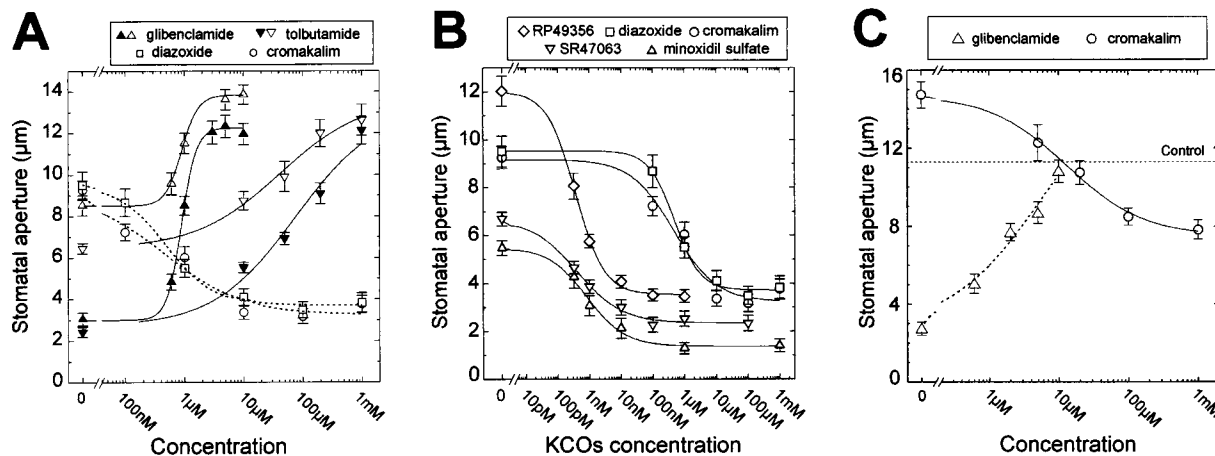 A
▲△ glibenclamide ▼▽ tolbutamide
□ diazoxide ○ cromakalim
Stomatal aperture (µm)
14
12
10
8
6
4
2
0
0 100nM 1µM 10µM 100µM 1mM
Concentration
B
◇ RP49356 □ diazoxide ○ cromakalim
▽ SR47063 △ minoxidil sulfate
Stomatal aperture (µm)
12
10
8
6
4
2
0
0 10pM 100pM 1nM 10nM 100nM 1µM 10µM 100µM 1mM
KCOs concentration
C
△ glibenclamide ○ cromakalim
Stomatal aperture (µm)
16
12
8
4
0
Control
0 1µM 10µM 100µM 1mM
Concentration